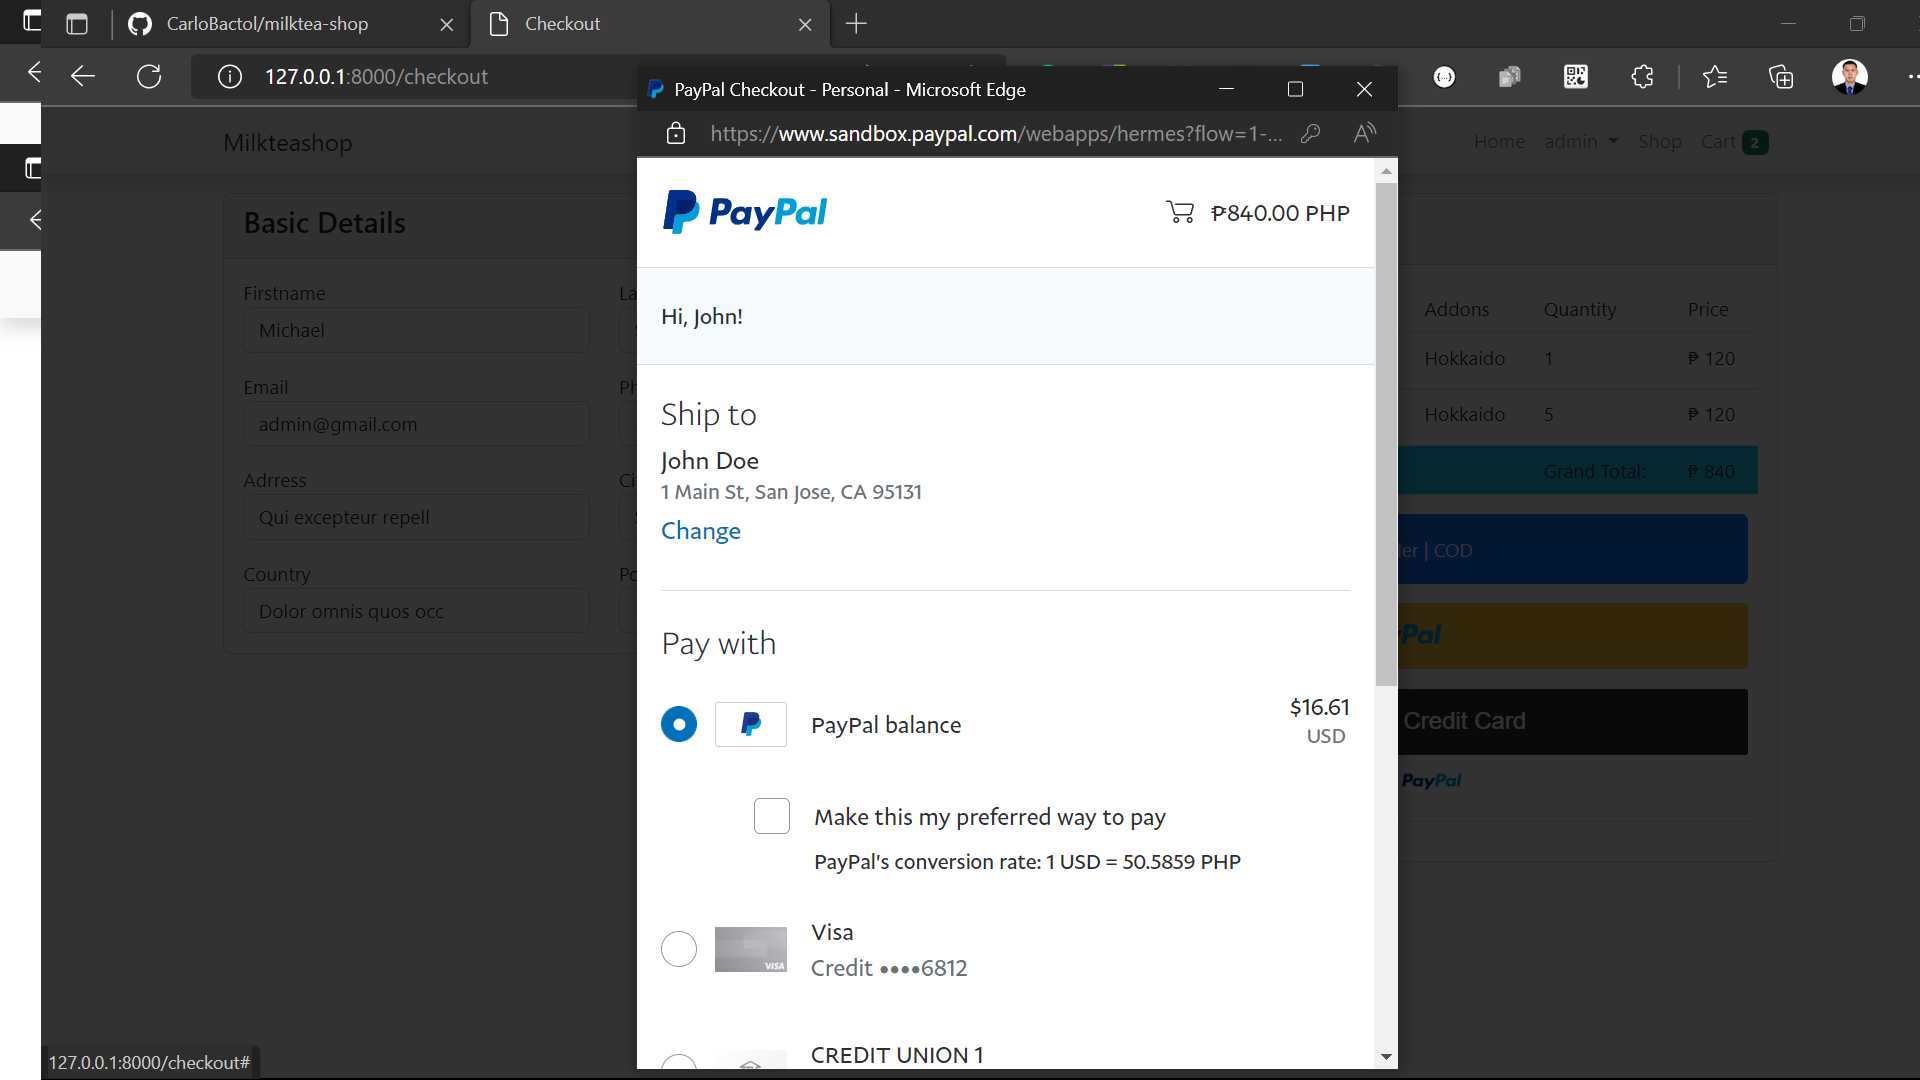 CarloBactol/milktea-shop
Checkout
127.0.0.1:8000/checkout
PayPal Checkout - Personal - Microsoft Edge
https://www.sandbox.paypal.com/webapps/hermes?flow=1-...
Milkteashop
Home admin Shop Cart 2
PayPal
₱840.00 PHP
Hi, John!
Ship to
John Doe
1 Main St, San Jose, CA 95131
Change
Pay with
PayPal balance
$16.61
USD
Make this my preferred way to pay
PayPal's conversion rate: 1 USD = 50.5859 PHP
VISA
Visa
Credit ••••6812
CREDIT UNION 1
Basic Details
Firstname
Michael
Email
admin@gmail.com
Adrress
Qui excepteur repell
Country
Dolor omnis quos occ
Addons Quantity Price
Hokkaido 1 ₱ 120
Hokkaido 5 ₱ 120
Grand Total: ₱ 840
| COD
Pal
Credit Card
PayPal
127.0.0.1:8000/checkout#